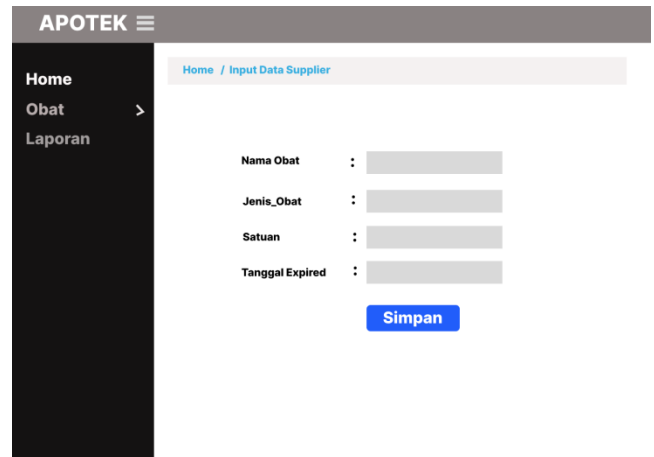 APOTEK
Home / Input Data Supplier
Home
Obat >
Laporan
Nama Obat :
Jenis_Obat :
Satuan :
Tanggal Expired :
Simpan